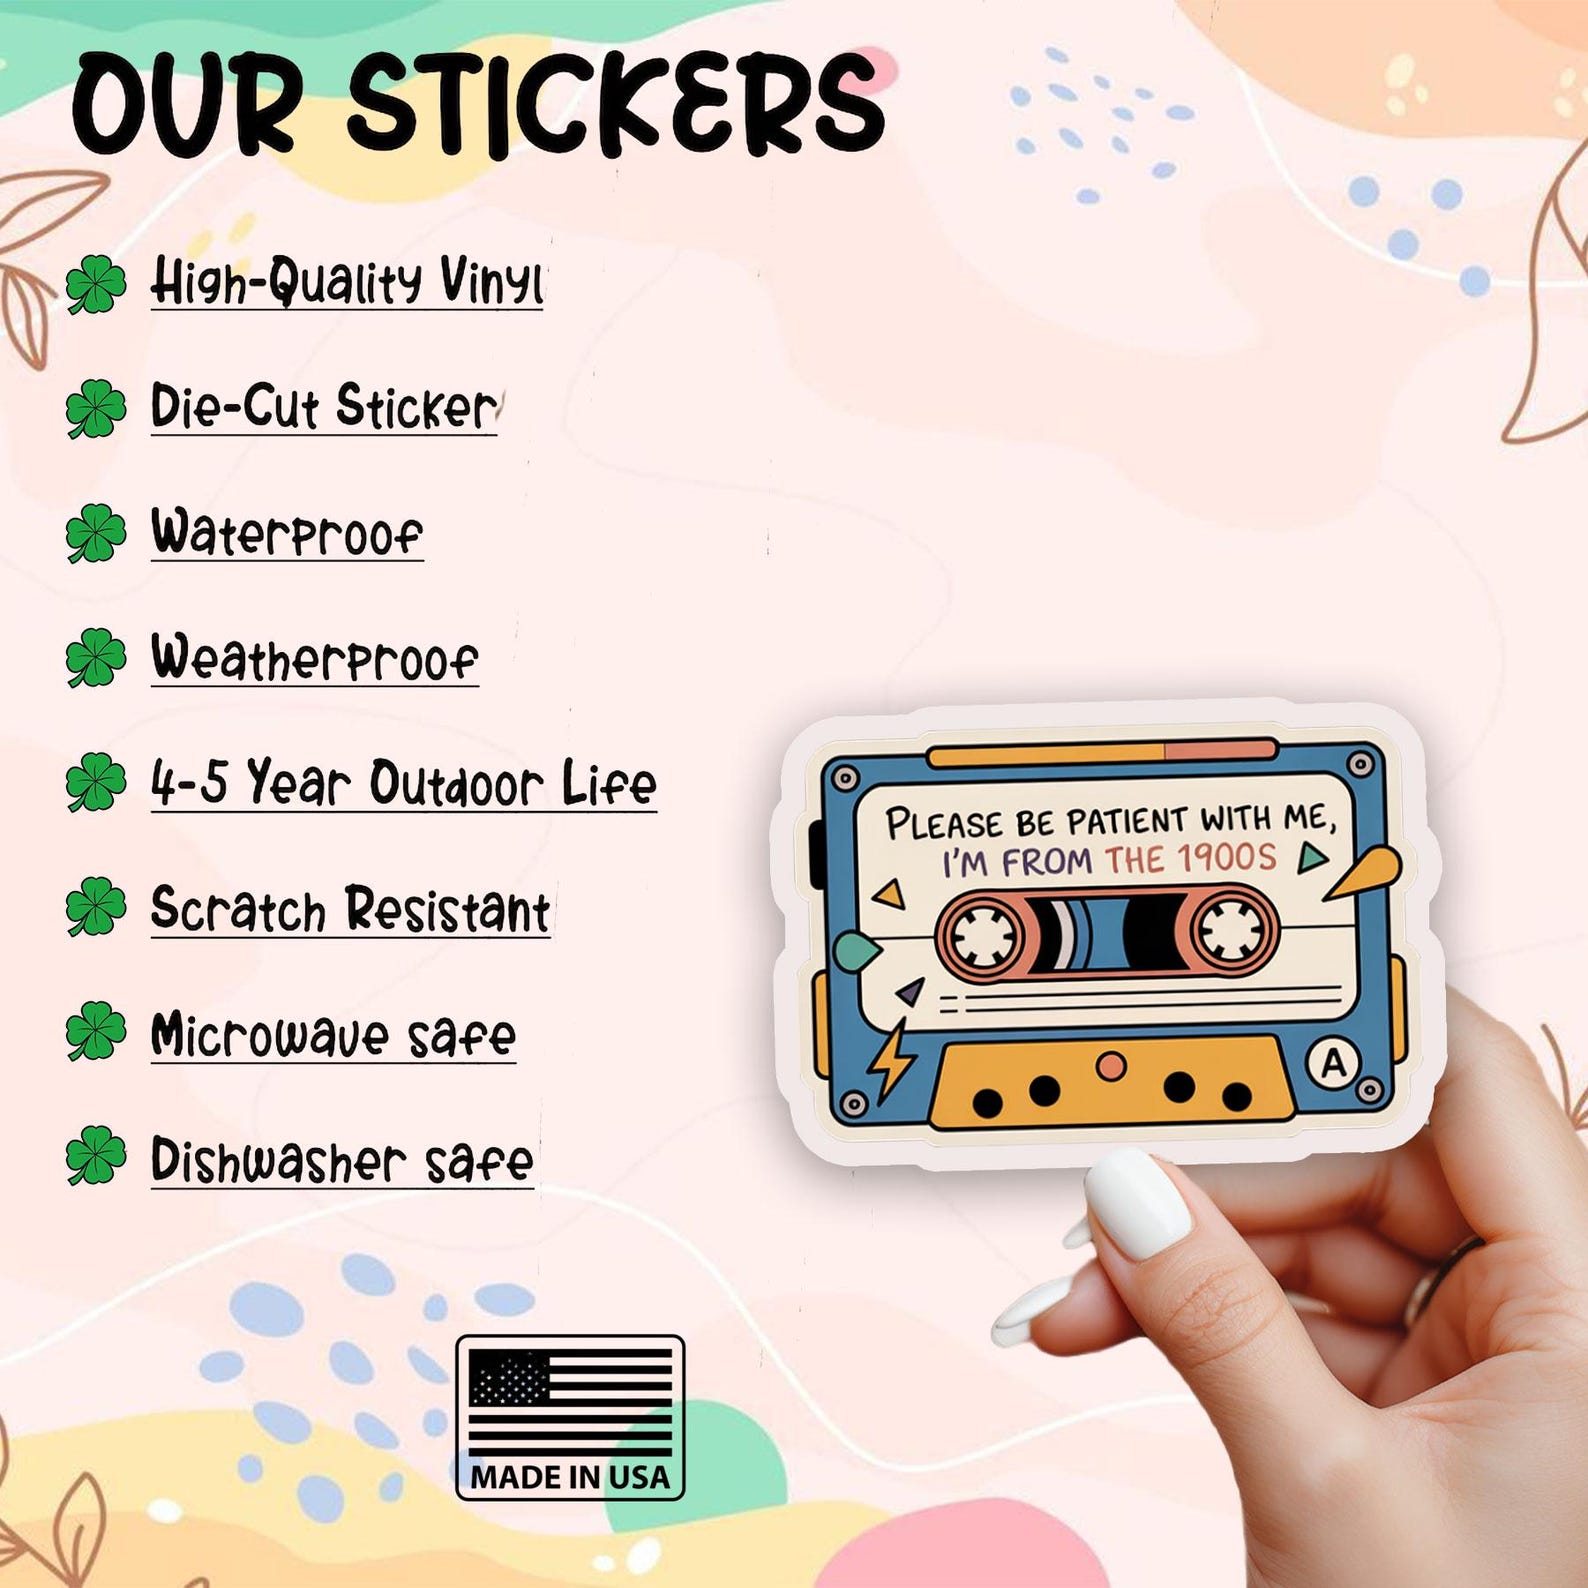 OUR STICKERS
High-Quality Vinyl
Die-Cut Sticker
Waterproof
Weatherproof
4-5 Year Outdoor Life
Scratch Resistant
Microwave safe
Dishwasher safe
PLEASE BE PATIENT WITH ME,
I'M FROM THE 1900S
A
MADE IN USA